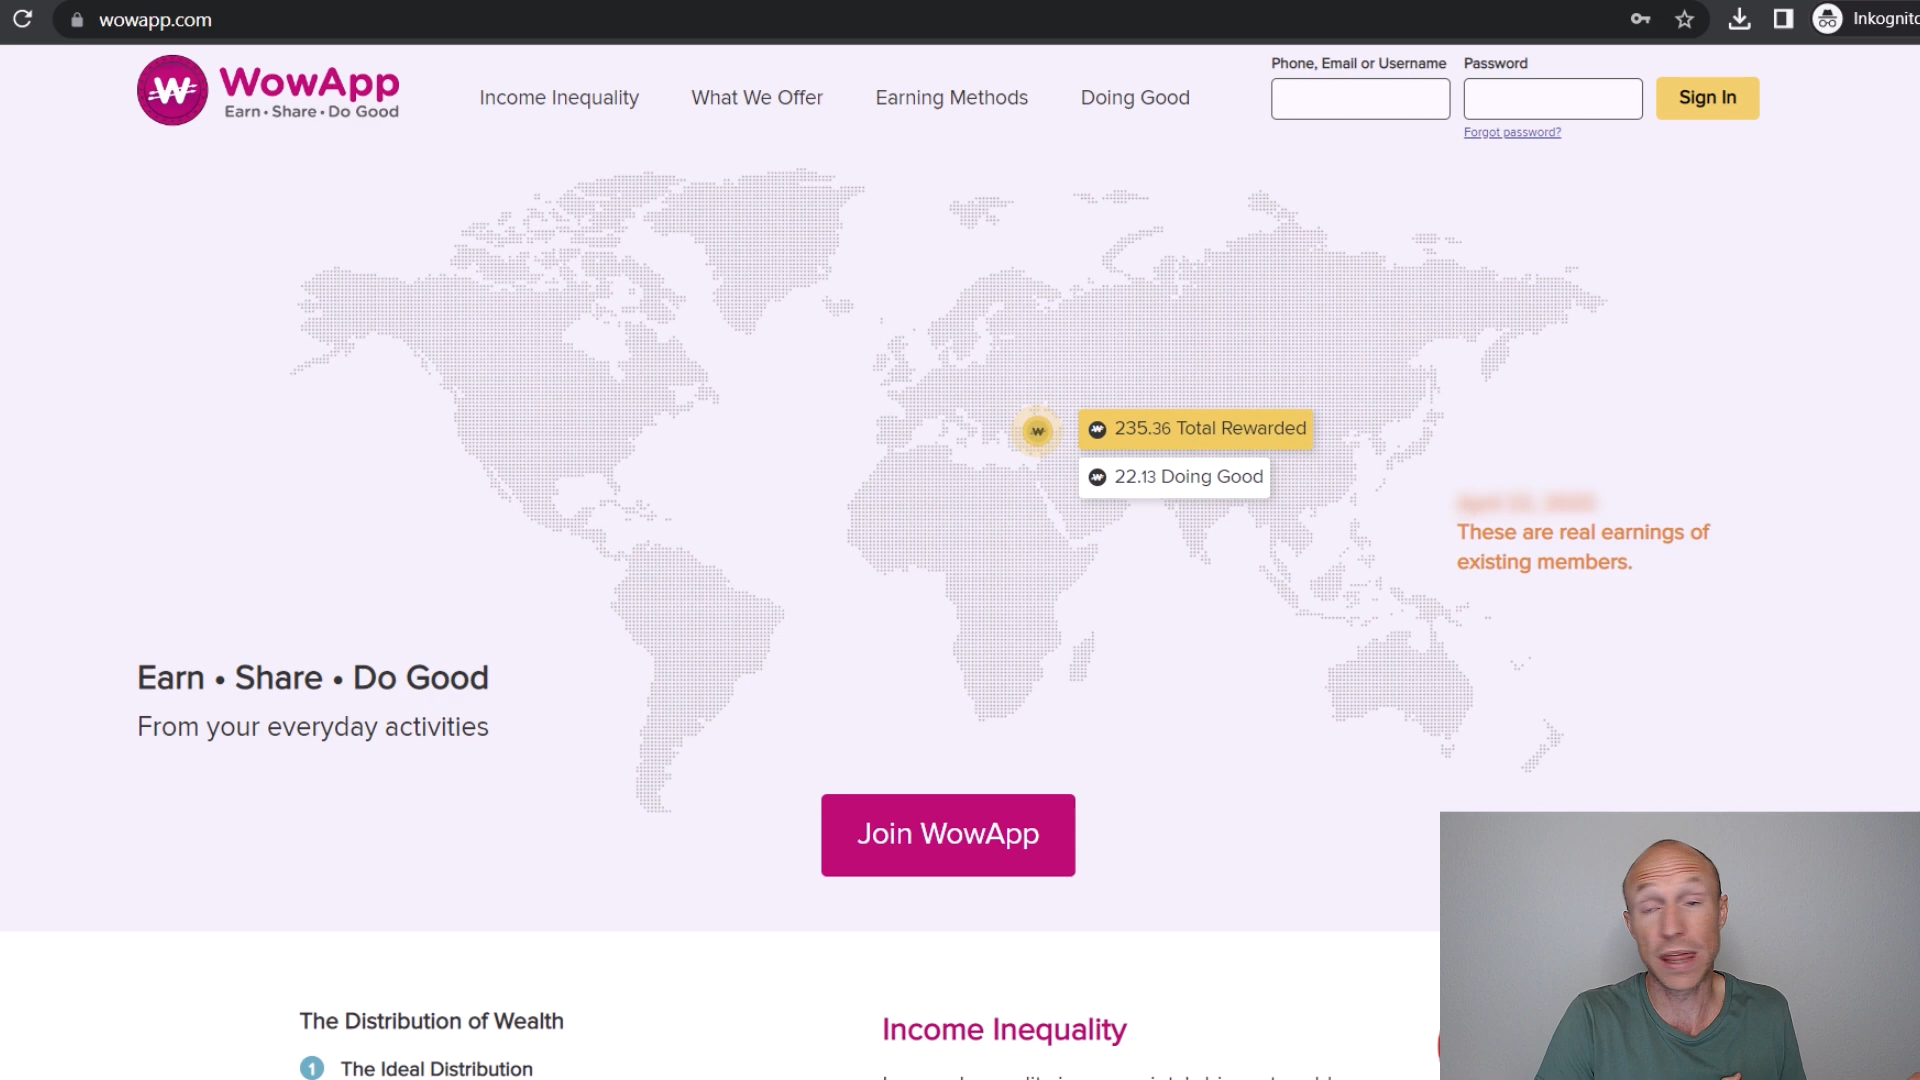 wowapp.com
Inkognito
WowApp
Earn • Share • Do Good
Income Inequality
What We Offer
Earning Methods
Doing Good
Phone, Email or Username
Password
Sign In
Forgot password?
235.36 Total Rewarded
22.13 Doing Good
These are real earnings of
existing members.
Earn • Share • Do Good
From your everyday activities
Join WowApp
The Distribution of Wealth
1 The Ideal Distribution
Income Inequality